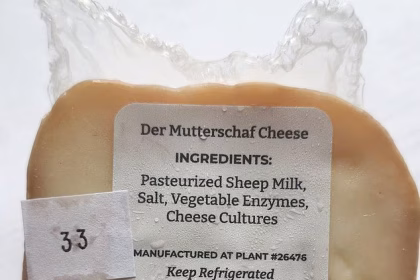 Der Mutterschaf Cheese
INGREDIENTS:
Pasteurized Sheep Milk,
Salt, Vegetable Enzymes,
Cheese Cultures
33
MANUFACTURED AT PLANT #26476
Keep Refrigerated